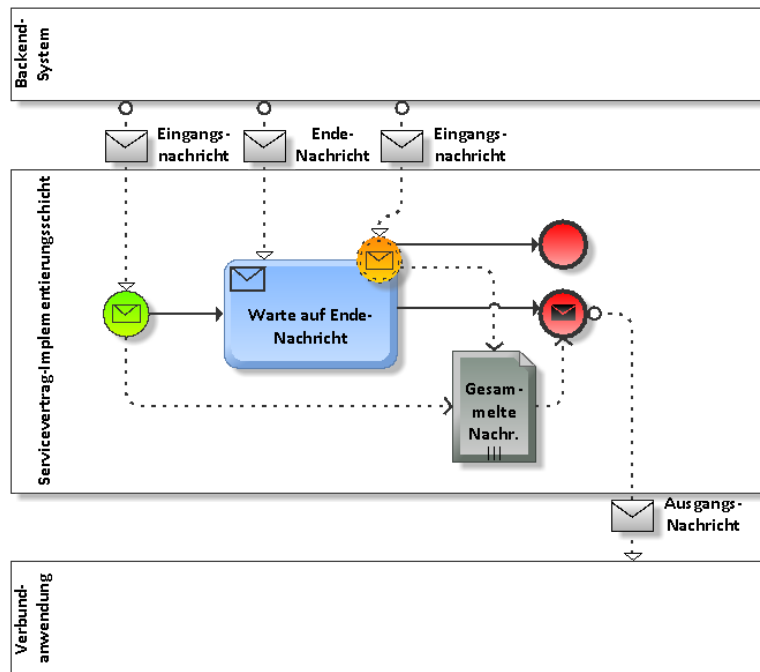 Backend-
System
Eingangs-
nachricht
Ende-
Nachricht
Eingangs-
nachricht
Servicevertrag-Implementierungsschicht
Warte auf Ende-
Nachricht
Gesam-
melte
Nachr.
Ausgangs-
Nachricht
Verbund-
anwendung